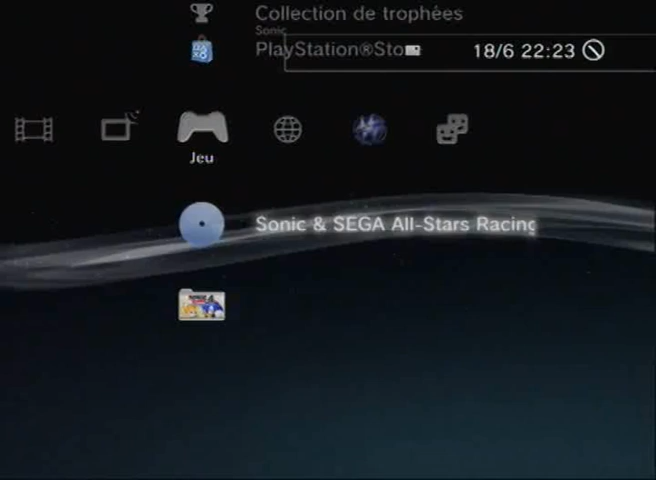 Collection de trophées
Sonic
PlayStation®Sto
18/6 22:23
Jeu
Sonic & SEGA All-Stars Racing